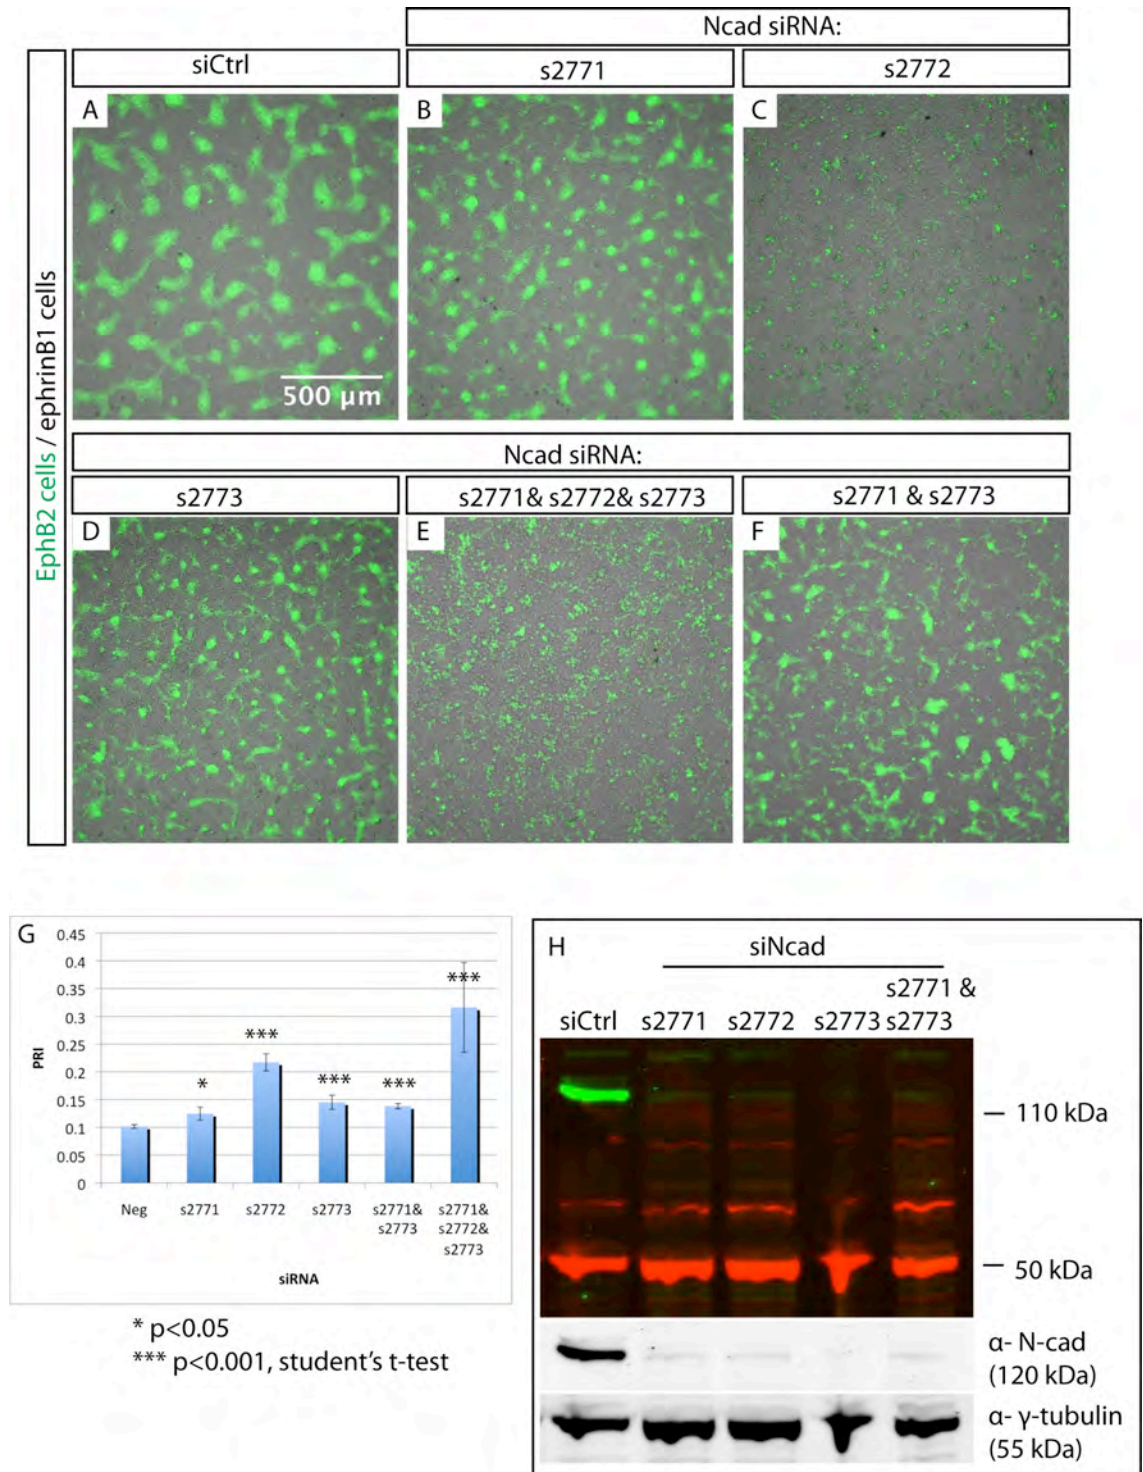 Ncad siRNA:
siCtrl
s2771
s2772
A
B
C
500 µm
EphB2 cells / ephrinB1 cells
Ncad siRNA:
s2773
s2771& s2772& s2773
s2771 & s2773
D
E
F
G
0.45
0.4
0.35
0.3
0.25
0.2
0.15
0.1
0.05
0
PRI
*
***
***
***
***
Neg
s2771
s2772
s2773
s2771&
s2773
s2771&
s2772&
s2773
siRNA
* p<0.05
*** p<0.001, student's t-test
H
siNcad
siCtrl
s2771
s2772
s2773
s2771 &
s2773
110 kDa
50 kDa
α- N-cad
(120 kDa)
α- γ-tubulin
(55 kDa)